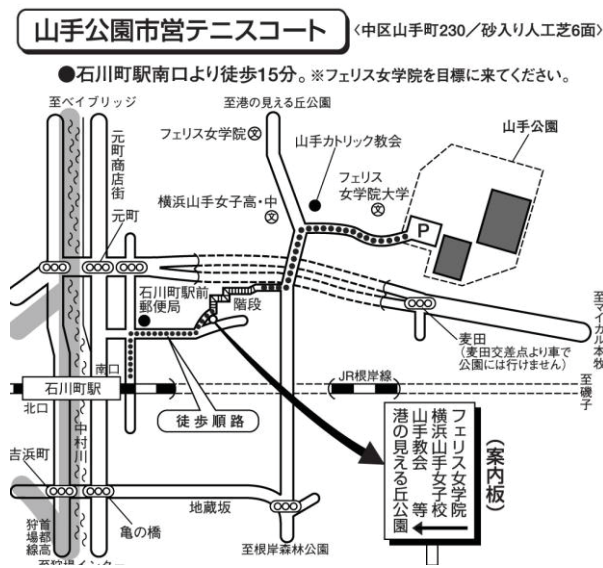 山手公園市営テニスコート
〈中区山手町230／砂入り人工芝6面〉
●石川町駅南口より徒歩15分。※フェリス女学院を目標に来てください。
至ベイブリッジ
至港の見える丘公園
元町商店街
フェリス女学院
文
山手カトリック教会
山手公園
元町
横浜山手女子高・中
文
フェリス
女学院大学
文
P
石川町駅前
郵便局
階段
至マイカル本牧
麦田
(麦田交差点より車で
公園には行けません)
南口
石川町駅
北口
JR根岸線
至磯子
徒歩順路
中村川
吉浜町
亀の橋
地蔵坂
首都高
狩場線
至狩場インター
至根岸森林公園
フェリス女学院
横浜山手女子校
山手教会 等
港の見える丘公園
(案内板)